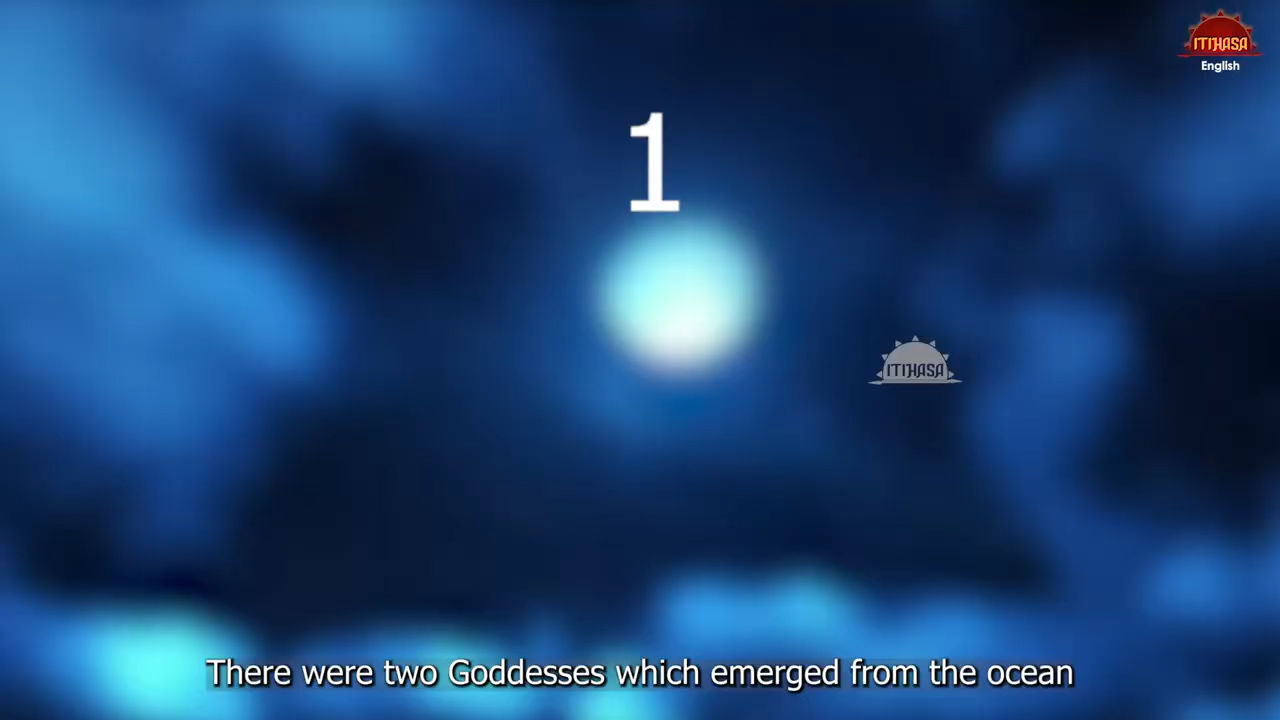 ITIHASA
English
1
ITIHASA
There were two Goddesses which emerged from the ocean